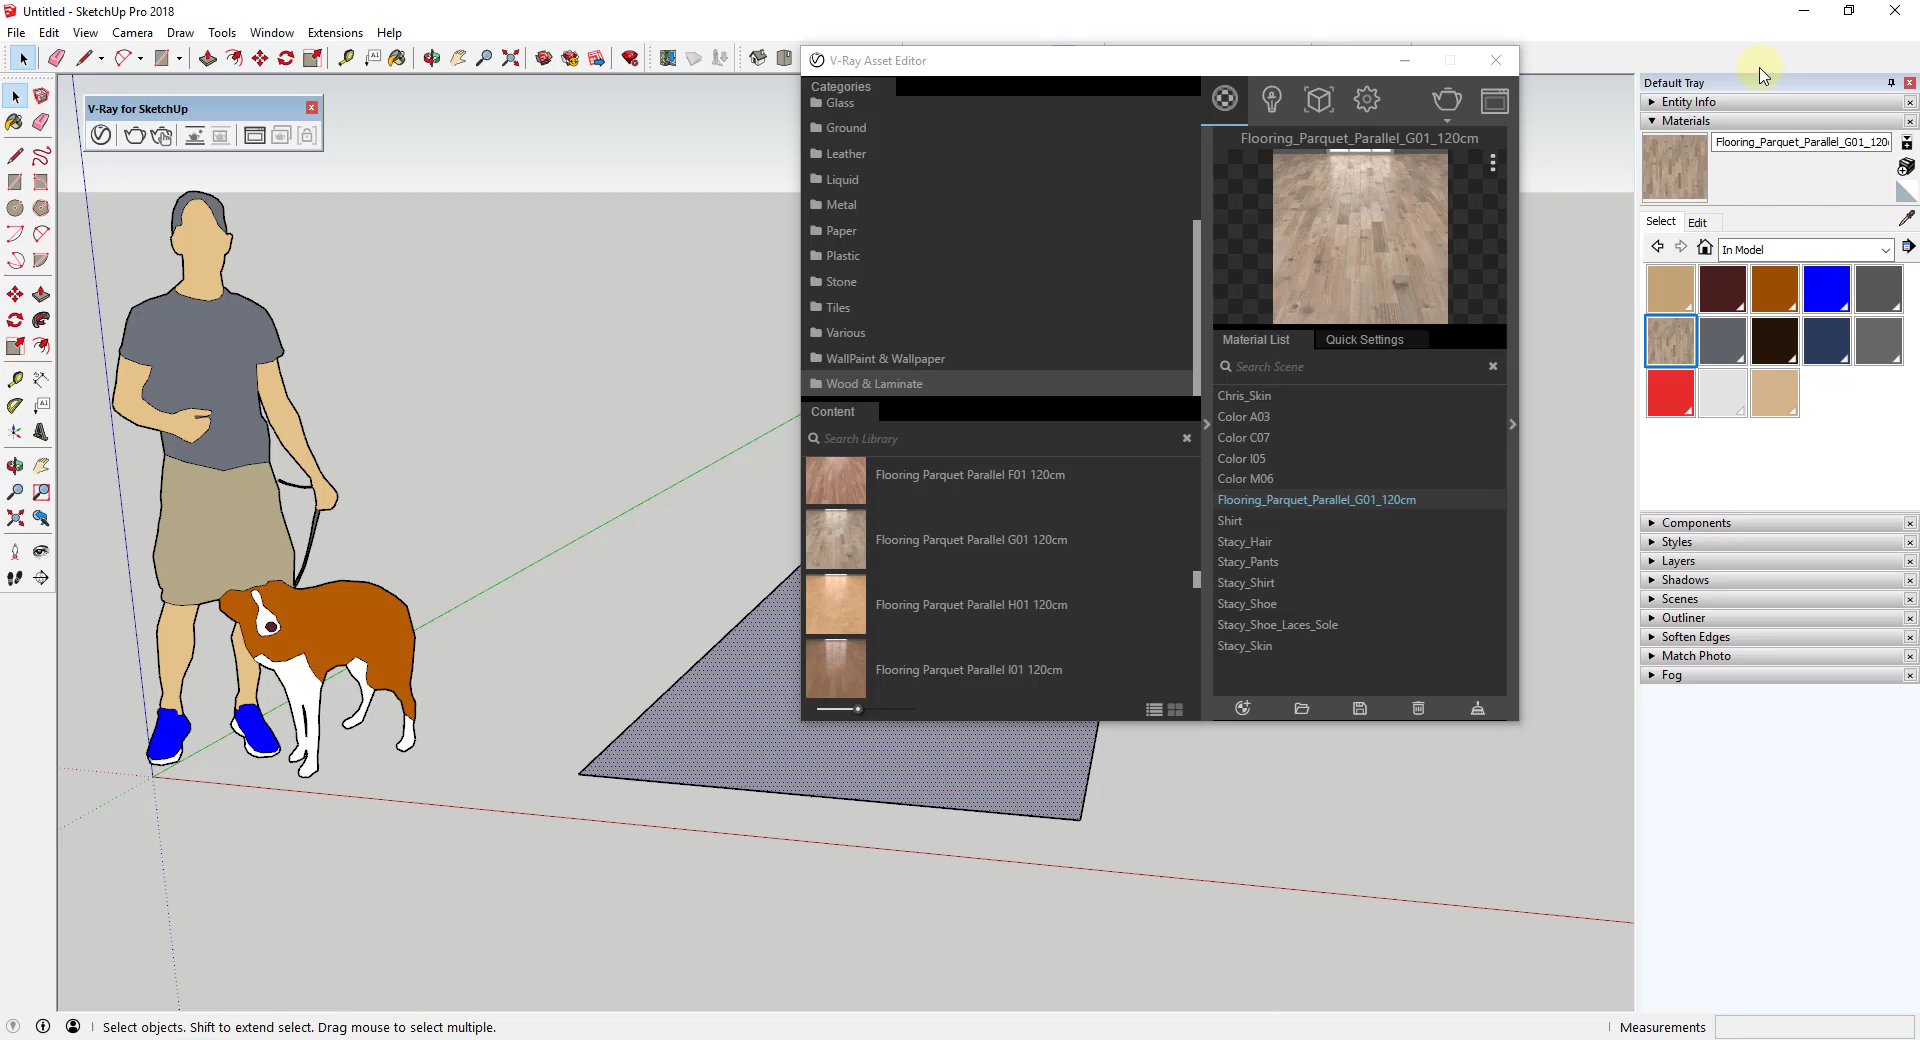 Untitled - SketchUp Pro 2018
File Edit View Camera Draw Tools Window Extensions Help
V-Ray for SketchUp
V-Ray Asset Editor
Categories
Glass
Ground
Leather
Liquid
Metal
Paper
Plastic
Stone
Tiles
Various
WallPaint & Wallpaper
Wood & Laminate
Content
Search Library
Flooring Parquet Parallel F01 120cm
Flooring Parquet Parallel G01 120cm
Flooring Parquet Parallel H01 120cm
Flooring Parquet Parallel I01 120cm
Flooring_Parquet_Parallel_G01_120cm
Material List Quick Settings
Search Scene
Chris_Skin
Color A03
Color C07
Color I05
Color M06
Flooring_Parquet_Parallel_G01_120cm
Shirt
Stacy_Hair
Stacy_Pants
Stacy_Shirt
Stacy_Shoe
Stacy_Shoe_Laces_Sole
Stacy_Skin
Default Tray
Entity Info
Materials
Flooring_Parquet_Parallel_G01_120
Select Edit
In Model
Components
Styles
Layers
Shadows
Scenes
Outliner
Soften Edges
Match Photo
Fog
Select objects. Shift to extend select. Drag mouse to select multiple.
Measurements